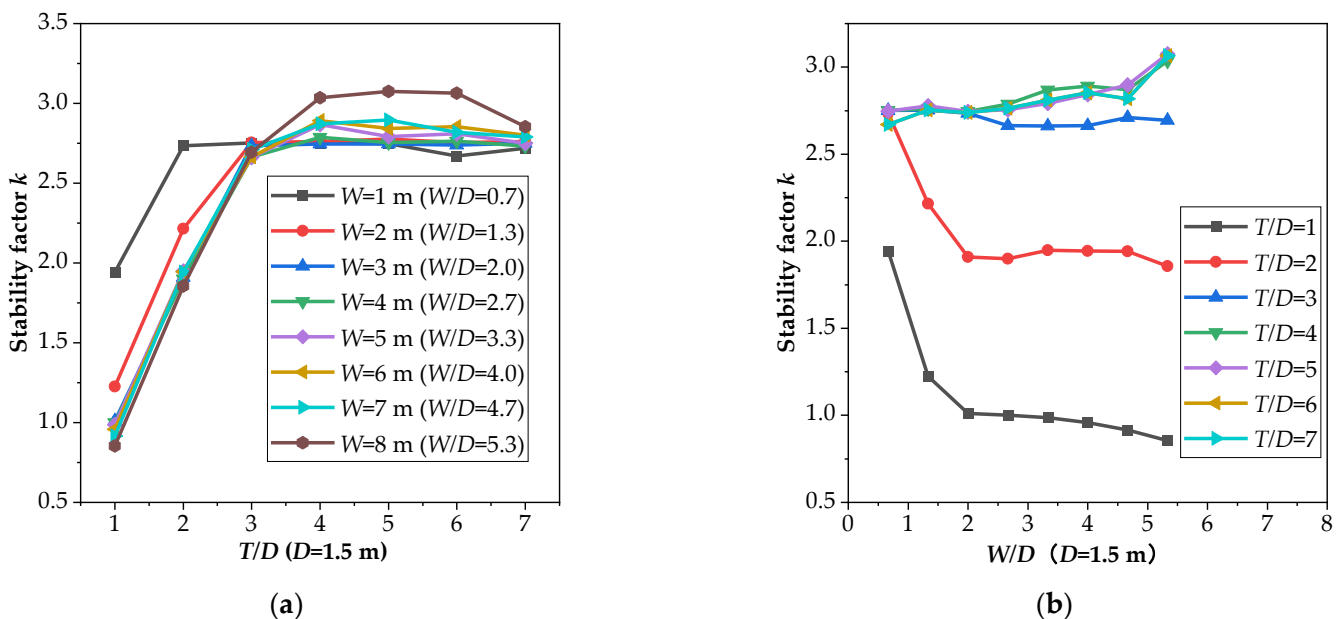 3.5
3.0
2.5
2.0
1.5
1.0
0.5
Stability factor k
W=1 m (W/D=0.7)
W=2 m (W/D=1.3)
W=3 m (W/D=2.0)
W=4 m (W/D=2.7)
W=5 m (W/D=3.3)
W=6 m (W/D=4.0)
W=7 m (W/D=4.7)
W=8 m (W/D=5.3)
1 2 3 4 5 6 7
T/D (D=1.5 m)
(a)
3.0
2.5
2.0
1.5
1.0
0.5
Stability factor k
T/D=1
T/D=2
T/D=3
T/D=4
T/D=5
T/D=6
T/D=7
0 1 2 3 4 5 6 7 8
W/D（D=1.5 m）
(b)